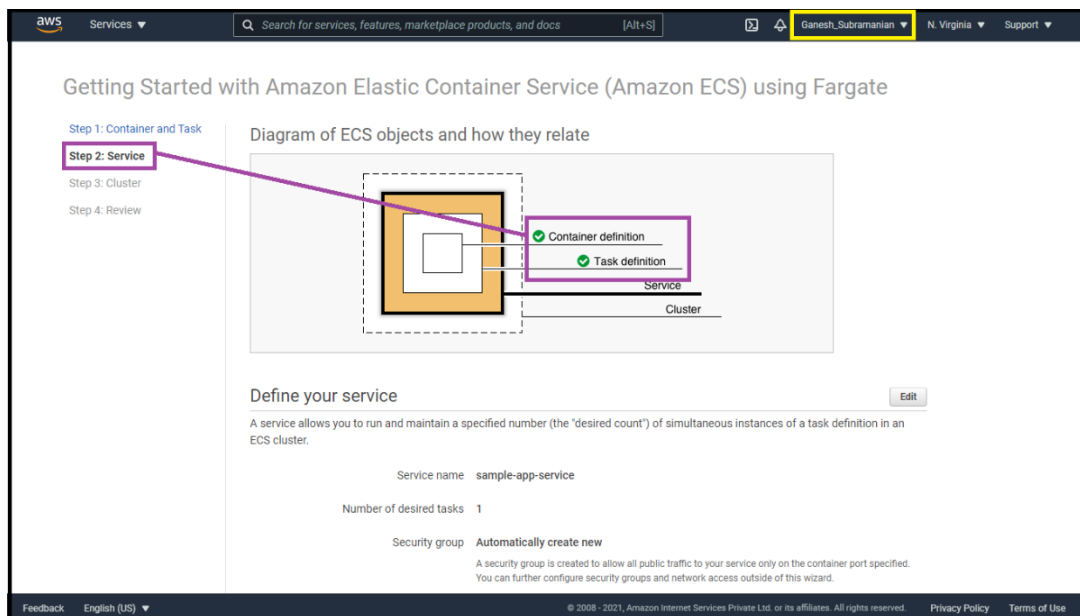 aws Services ▼ Search for services, features, marketplace products, and docs [Alt+S] Ganesh_Subramanian ▼ N. Virginia ▼ Support ▼
Getting Started with Amazon Elastic Container Service (Amazon ECS) using Fargate
Step 1: Container and Task
Step 2: Service
Step 3: Cluster
Step 4: Review
Diagram of ECS objects and how they relate
Container definition
Task definition
Service
Cluster
Define your service Edit
A service allows you to run and maintain a specified number (the "desired count") of simultaneous instances of a task definition in an
ECS cluster.
Service name sample-app-service
Number of desired tasks 1
Security group Automatically create new
A security group is created to allow all public traffic to your service only on the container port specified.
You can further configure security groups and network access outside of this wizard.
Feedback English (US) ▼ © 2008 - 2021, Amazon Internet Services Private Ltd. or its affiliates. All rights reserved. Privacy Policy Terms of Use